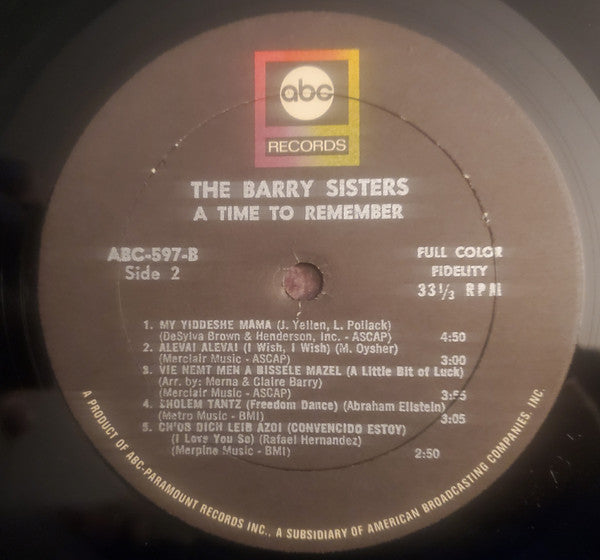 abc
RECORDS
THE BARRY SISTERS
A TIME TO REMEMBER
ABC-597-B
Side 2
FULL COLOR
FIDELITY
33⅓ RPM
1. MY YIDDESHE MAMA (J. Yellen, L. Pollack)
(DeSylva Brown & Henderson, Inc. - ASCAP) 4:50
2. ALEVAI ALEVAI (I Wish, I Wish) (M. Oysher)
(Merclair Music - ASCAP) 3:00
3. VIE NEMT MEN A BISSELE MAZEL (A Little Bit of Luck)
(Arr. by: Merna & Claire Barry)
(Merclair Music - ASCAP) 3:55
4. SHOLEM TANTZ (Freedom Dance) (Abraham Ellstein)
(Metro Music - BMI) 3:05
5. CH'OB DICH LEIB AZOI (CONVENCIDO ESTOY)
(I Love You So) (Rafael Hernandez)
(Merpine Music - BMI) 2:50
A PRODUCT OF ABC-PARAMOUNT RECORDS INC., A SUBSIDIARY OF AMERICAN BROADCASTING COMPANIES, INC.